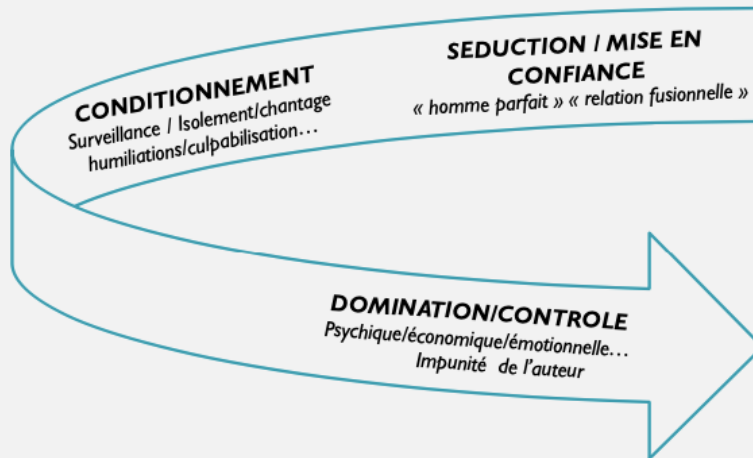 SEDUCTION / MISE EN
CONFIANCE
« homme parfait » « relation fusionnelle »
CONDITIONNEMENT
Surveillance / Isolement/chantage
humiliations/culpabilisation…
DOMINATION/CONTROLE
Psychique/économique/émotionnelle…
Impunité de l’auteur